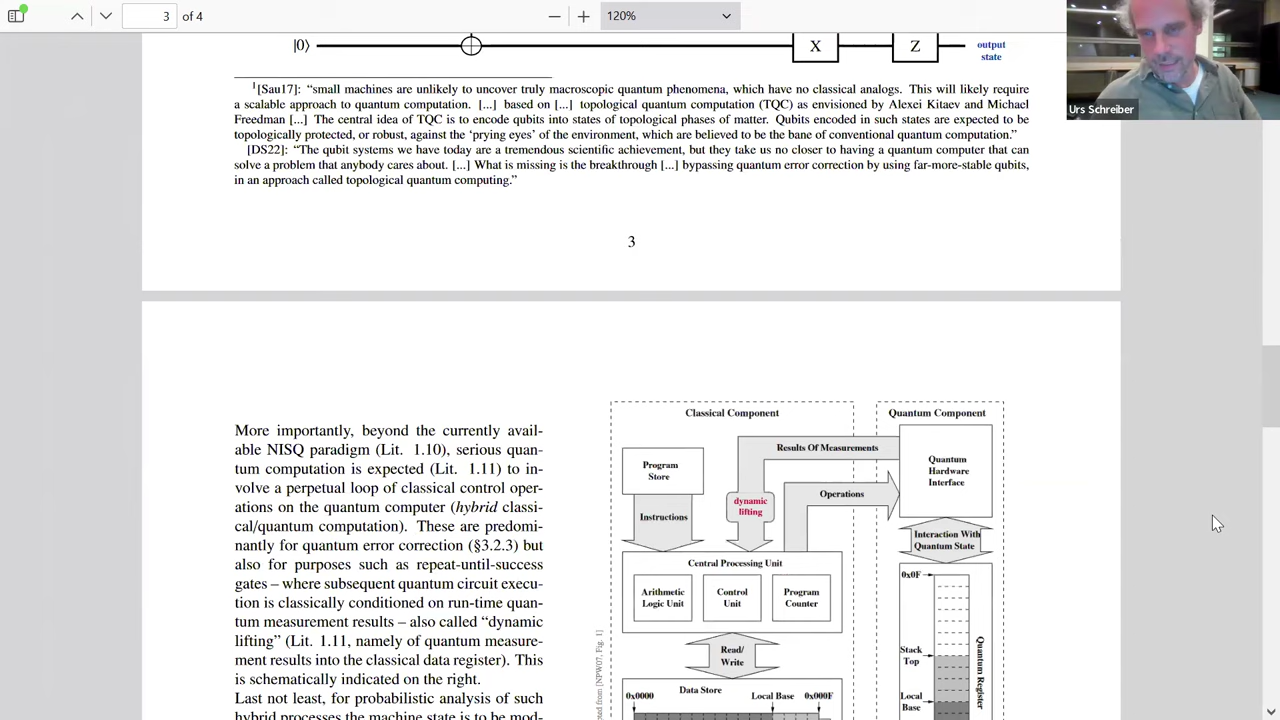 3
of 4
120%
Urs Schreiber
|0⟩
X
Z
output
state
1[Sau17]: “small machines are unlikely to uncover truly macroscopic quantum phenomena, which have no classical analogs. This will likely require
a scalable approach to quantum computation. [...] based on [...] topological quantum computation (TQC) as envisioned by Alexei Kitaev and Michael
Freedman [...] The central idea of TQC is to encode qubits into states of topological phases of matter. Qubits encoded in such states are expected to be
topologically protected, or robust, against the ‘prying eyes’ of the environment, which are believed to be the bane of conventional quantum computation.”
[DS22]: “The qubit systems we have today are a tremendous scientific achievement, but they take us no closer to having a quantum computer that can
solve a problem that anybody cares about. [...] What is missing is the breakthrough [...] bypassing quantum error correction by using far-more-stable qubits,
in an approach called topological quantum computing.”
3
More importantly, beyond the currently avail-
able NISQ paradigm (Lit. 1.10), serious quan-
tum computation is expected (Lit. 1.11) to in-
volve a perpetual loop of classical control oper-
ations on the quantum computer (hybrid classi-
cal/quantum computation). These are predomi-
nantly for quantum error correction (§3.2.3) but
also for purposes such as repeat-until-success
gates – where subsequent quantum circuit execu-
tion is classically conditioned on run-time quan-
tum measurement results – also called “dynamic
lifting” (Lit. 1.11, namely of quantum measure-
ment results into the classical data register). This
is schematically indicated on the right.
Last not least, for probabilistic analysis of such
hybrid processes the machine state is to be mod-
Classical Component
Quantum Component
Results Of Measurements
Program
Store
Quantum
Hardware
Interface
Operations
dynamic
lifting
Instructions
Interaction With
Quantum State
Central Processing Unit
0x0F
Arithmetic
Logic Unit
Control
Unit
Program
Counter
Read/
Write
Stack
Top
Data Store
0x0000
Local Base
0x000F
Local
Base
Quantum Register
from [NPW07, Fig. 1]